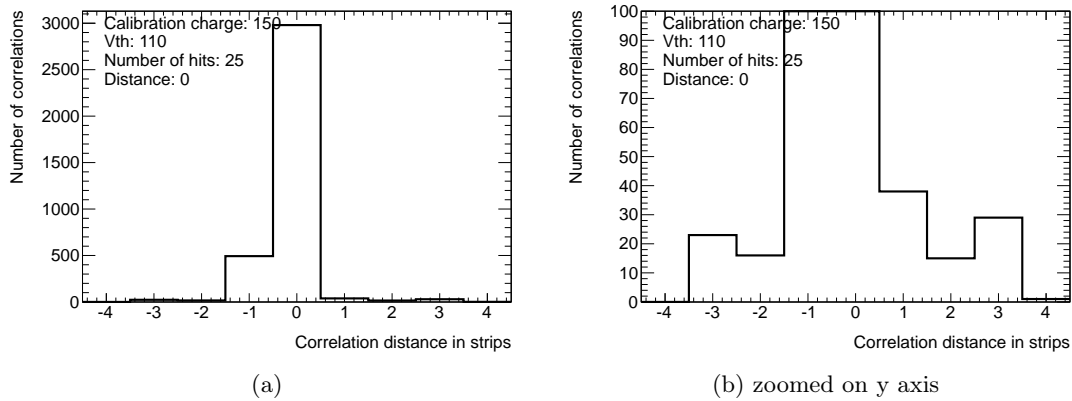 Number of correlations
Calibration charge: 150
Vth: 110
Number of hits: 25
Distance: 0
3000
2500
2000
1500
1000
500
0
-4 -3 -2 -1 0 1 2 3 4
Correlation distance in strips
(a)
Number of correlations
Calibration charge: 150
Vth: 110
Number of hits: 25
Distance: 0
100
90
80
70
60
50
40
30
20
10
0
-4 -3 -2 -1 0 1 2 3 4
Correlation distance in strips
(b) zoomed on y axis